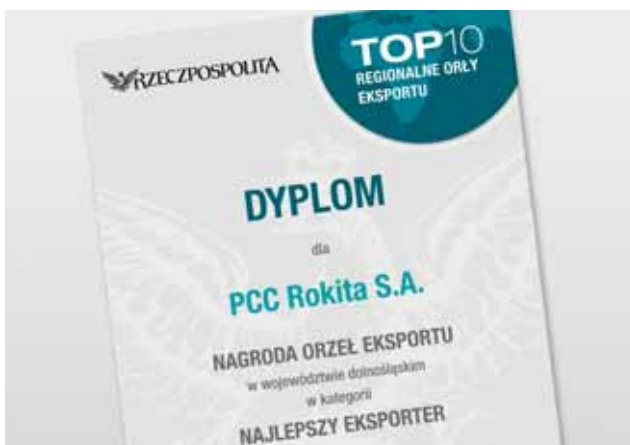 RZECZPOSPOLITA
TOP10
REGIONALNE ORŁY
EKSPORTU
DYPLOM
dla
PCC Rokita S.A.
NAGRODA ORZEŁ EKSPORTU
w województwie dolnośląskim
w kategorii
NAJLEPSZY EKSPORTER